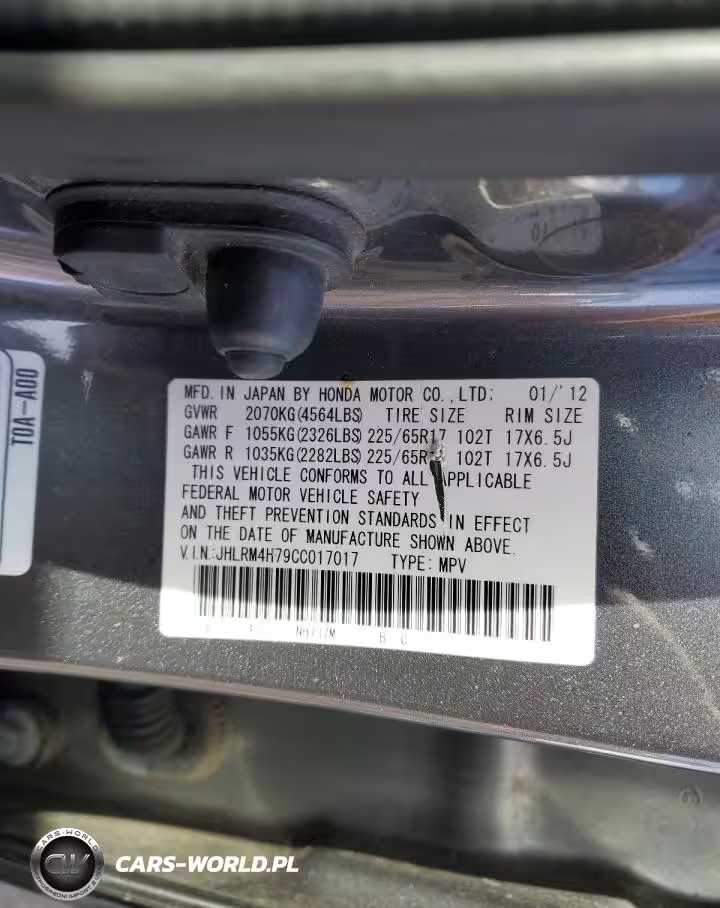 T0A-A00
MFD. IN JAPAN BY HONDA MOTOR CO., LTD: 01/'12
GVWR 2070KG(4564LBS) TIRE SIZE RIM SIZE
GAWR F 1055KG(2326LBS) 225/65R17 102T 17X6.5J
GAWR R 1035KG(2282LBS) 225/65R 102T 17X6.5J
THIS VEHICLE CONFORMS TO ALL APPLICABLE
FEDERAL MOTOR VEHICLE SAFETY
AND THEFT PREVENTION STANDARDS IN EFFECT
ON THE DATE OF MANUFACTURE SHOWN ABOVE.
V.I.N.:JHLRM4H79CC017017 TYPE: MPV
B C
CARS-WORLD
CW
CARS-WORLD.PL